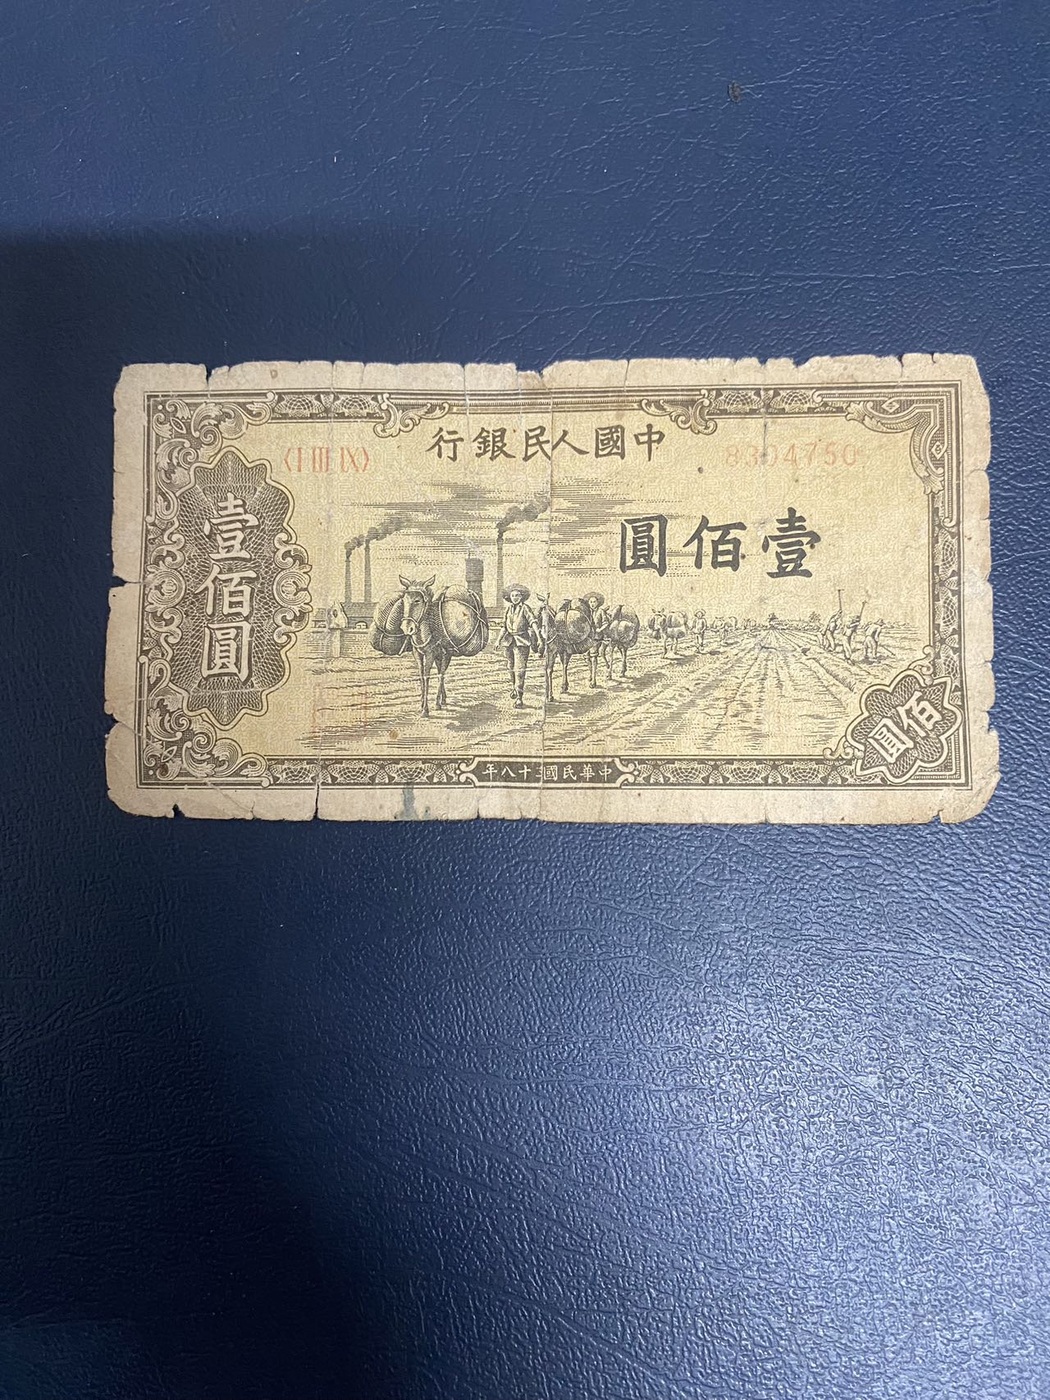 中國人民銀行
〈I III IX〉
8304750
壹佰圓
壹佰圓
佰圓
中華民國三十八年